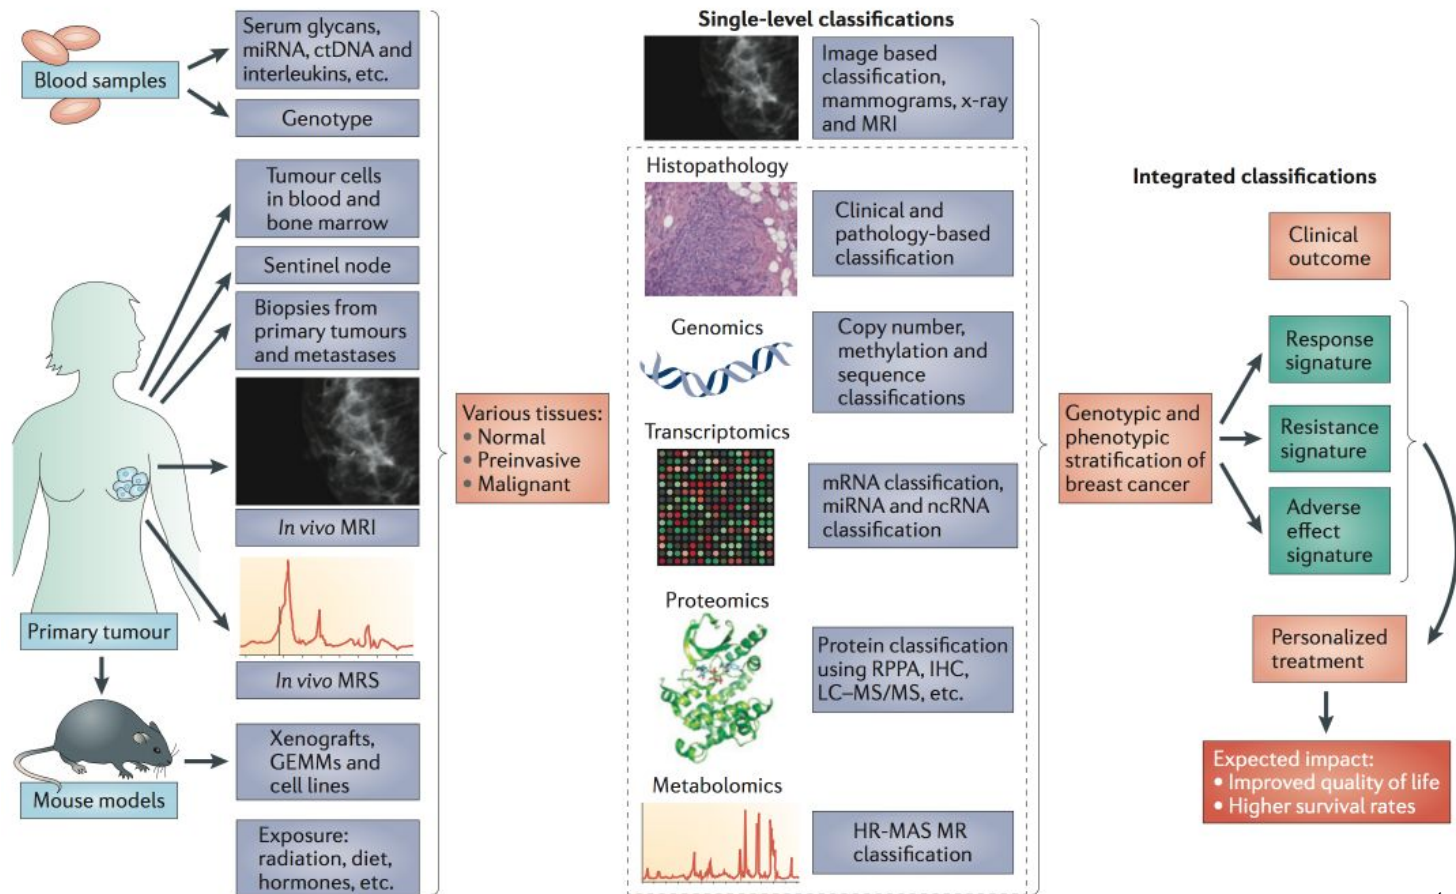 Blood samples
Serum glycans,
miRNA, ctDNA and
interleukins, etc.
Genotype
Tumour cells
in blood and
bone marrow
Sentinel node
Biopsies from
primary tumours
and metastases
In vivo MRI
In vivo MRS
Primary tumour
Mouse models
Xenografts,
GEMMs and
cell lines
Exposure:
radiation, diet,
hormones, etc.
Various tissues:
• Normal
• Preinvasive
• Malignant
Single-level classifications
Image based
classification,
mammograms, x-ray
and MRI
Histopathology
Clinical and
pathology-based
classification
Genomics
Copy number,
methylation and
sequence
classifications
Transcriptomics
mRNA classification,
miRNA and ncRNA
classification
Proteomics
Protein classification
using RPPA, IHC,
LC–MS/MS, etc.
Metabolomics
HR-MAS MR
classification
Integrated classifications
Genotypic and
phenotypic
stratification of
breast cancer
Clinical
outcome
Response
signature
Resistance
signature
Adverse
effect
signature
Personalized
treatment
Expected impact:
• Improved quality of life
• Higher survival rates